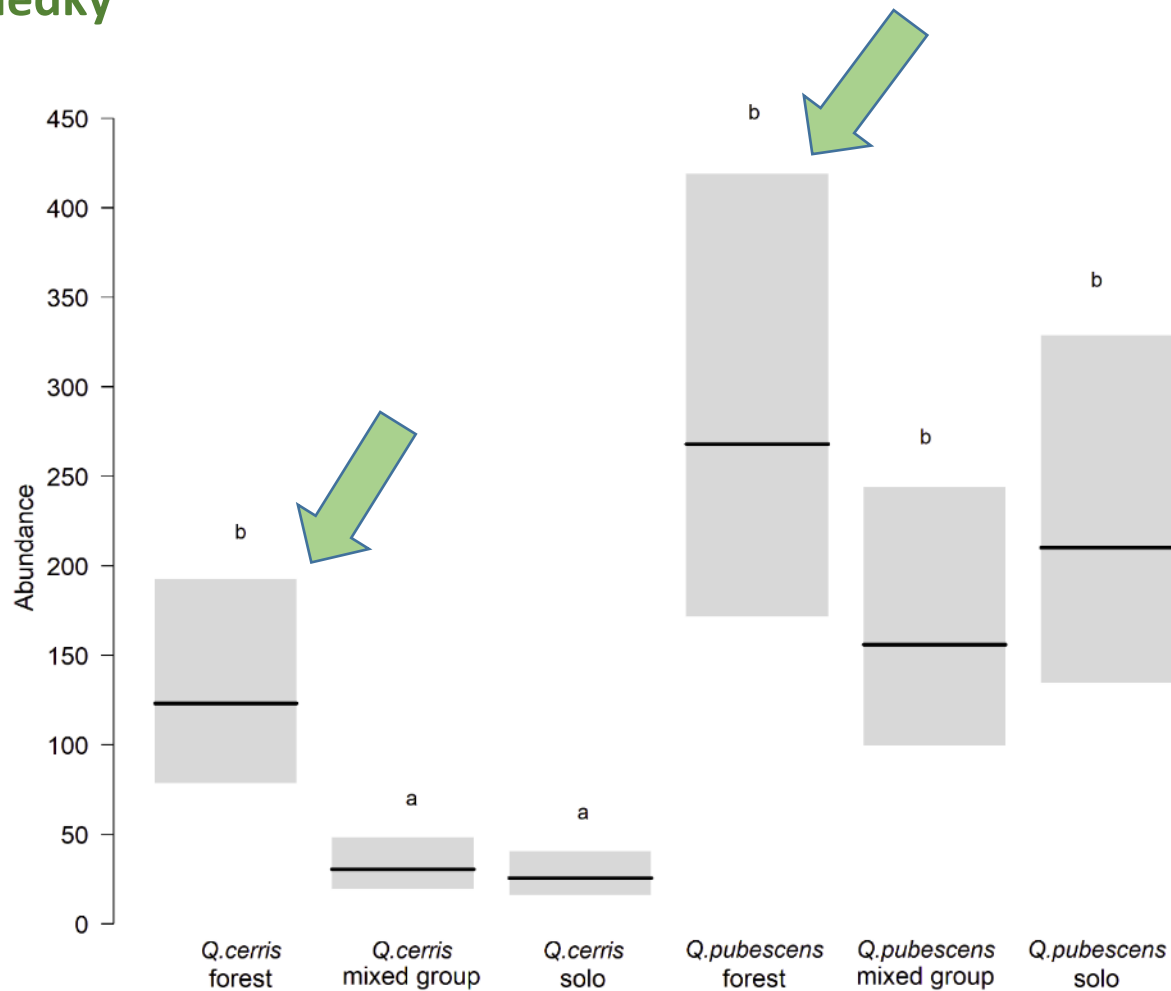 450
400
350
300
250
200
150
100
50
0
Abundance
b
a
a
b
b
b
Q.cerris
forest
Q.cerris
mixed group
Q.cerris
solo
Q.pubescens
forest
Q.pubescens
mixed group
Q.pubescens
solo